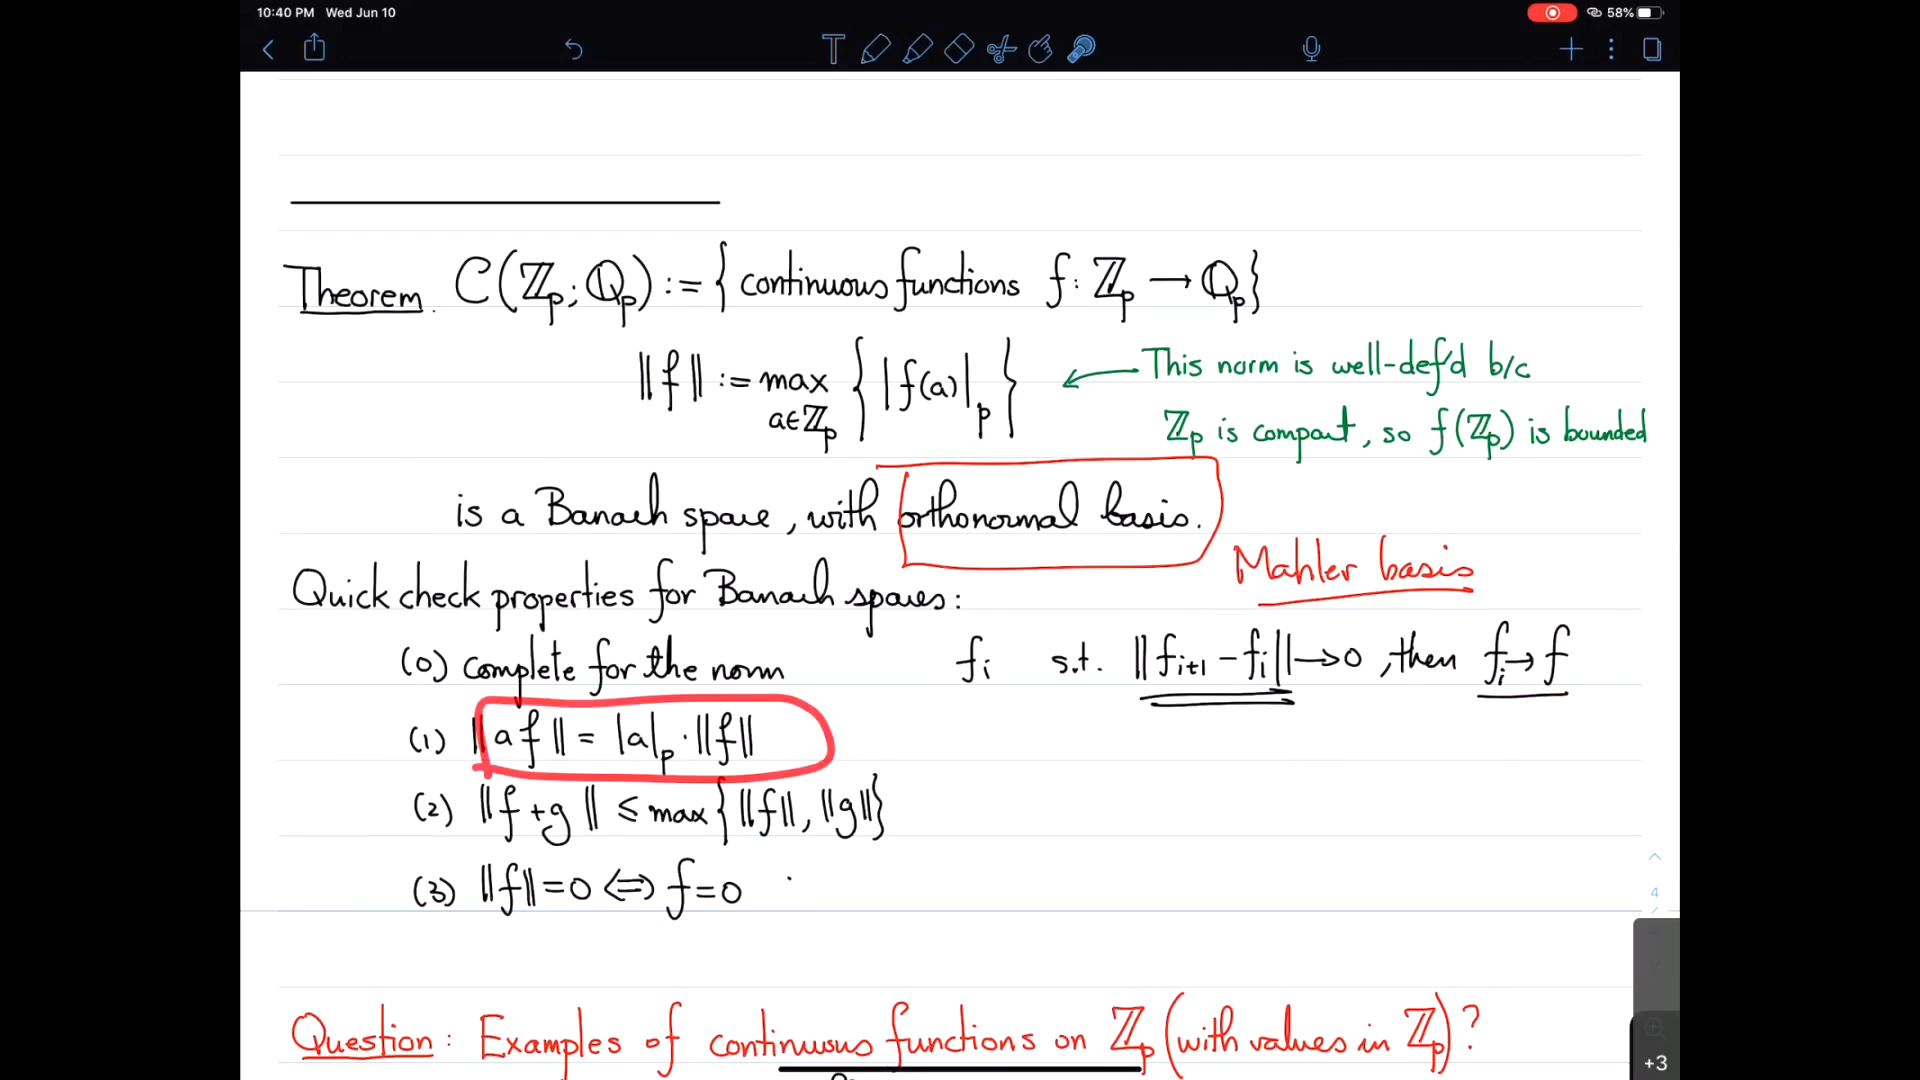 10:40 PM Wed Jun 10
58%
Theorem. C(ℤp; ℚp) := { continuous functions f: ℤp → ℚp}
‖f‖ := max { |f(a)|p }
a∈ℤp
← This norm is well-def'd b/c
ℤp is compact, so f(ℤp) is bounded
is a Banach space, with orthonormal basis.
Mahler basis
Quick check properties for Banach spaces:
(0) complete for the norm fi s.t. ‖fi+1 - fi‖ → 0, then fi → f
(1) ‖af‖ = |a|p · ‖f‖
(2) ‖f+g‖ ≤ max{‖f‖, ‖g‖}
(3) ‖f‖=0 ⇔ f=0
4
Question: Examples of continuous functions on ℤp (with values in ℤp)?
+3